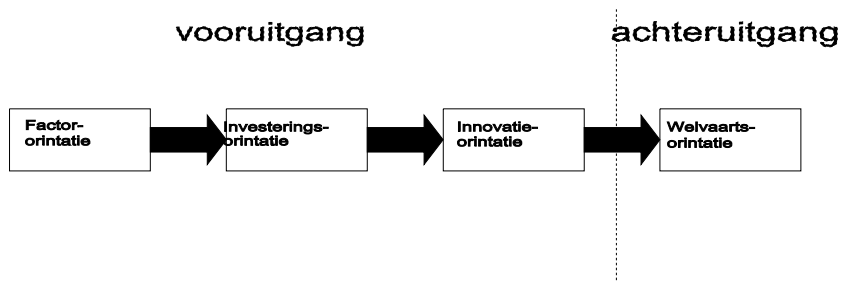 vooruitgang
achteruitgang
Factor-
orintatie
Investerings-
orintatie
Innovatie-
orintatie
Welvaarts-
orintatie